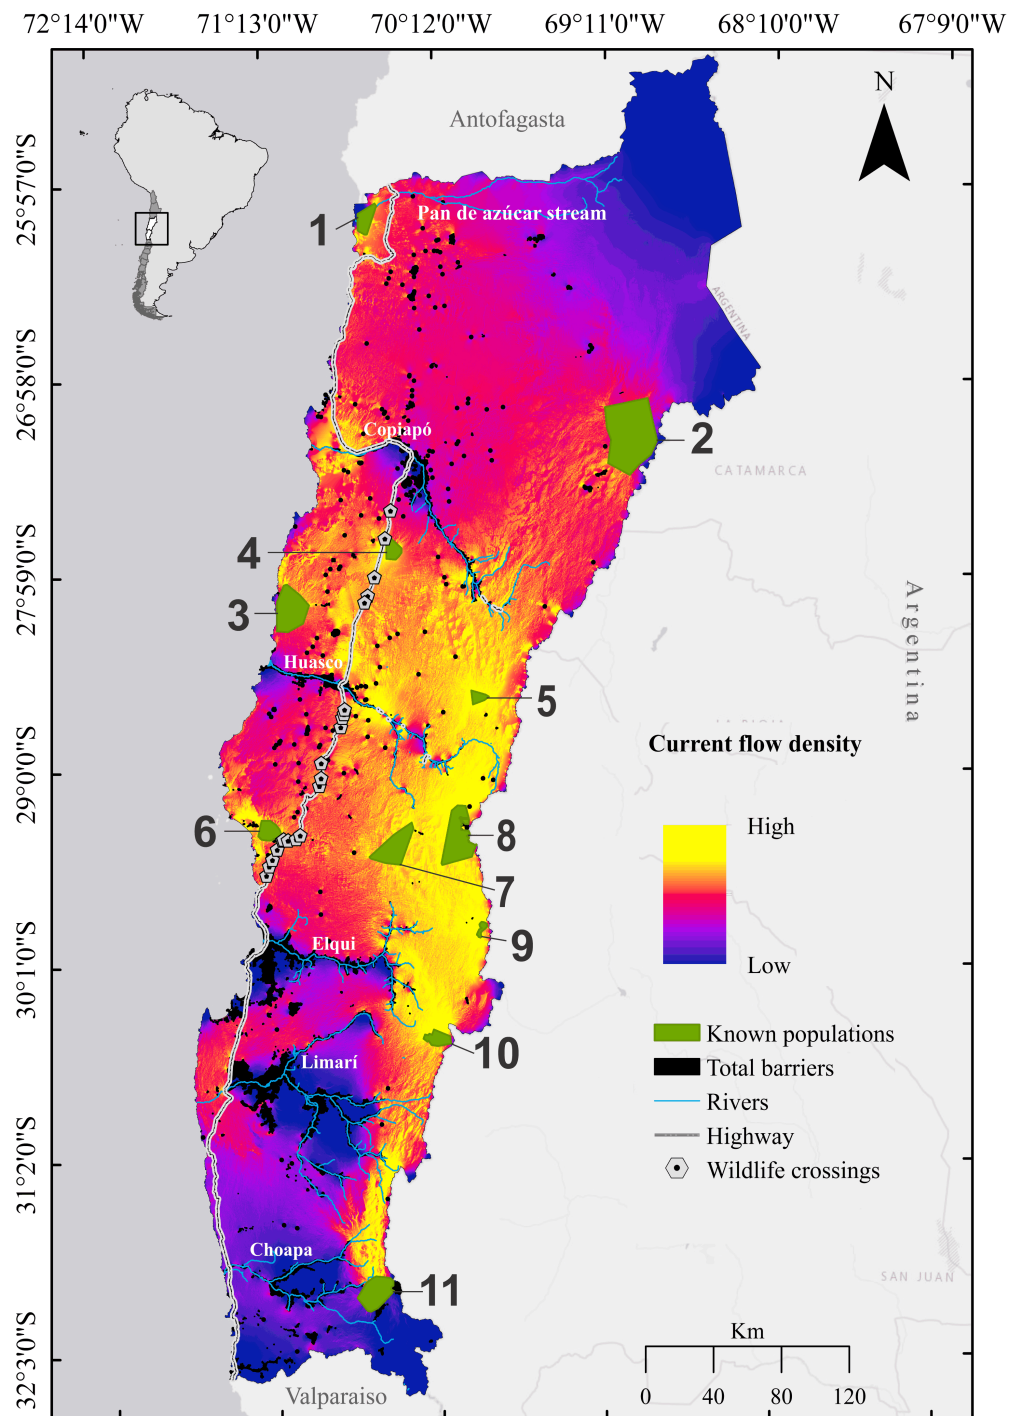 72°14'0"W 71°13'0"W 70°12'0"W 69°11'0"W 68°10'0"W 67°9'0"W
25°57'0"S
26°58'0"S
27°59'0"S
29°0'0"S
30°1'0"S
31°2'0"S
32°3'0"S
N
Antofagasta
1
Pan de azúcar stream
ARGENTINA
Copiapó
2
CATAMARCA
4
3
Argentina
Huasco
5
LA RIOJA
Current flow density
High
6
8
7
9
Elqui
Low
Known populations
10
Limarí
Total barriers
Rivers
Highway
Wildlife crossings
Choapa
11
SAN JUAN
Km
0 40 80 120
Valparaiso